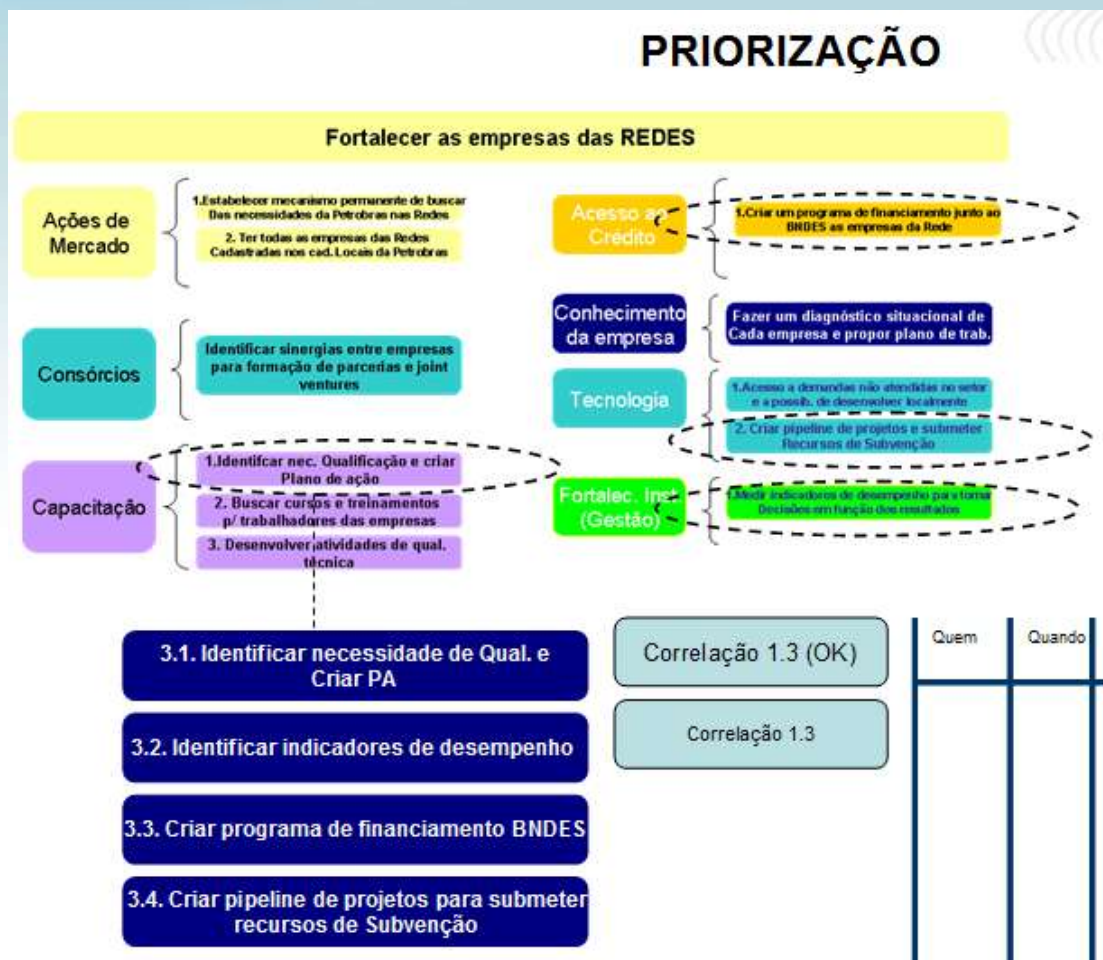 PRIORIZAÇÃO
Fortalecer as empresas das REDES
Ações de
Mercado
1.Estabelecer mecanismo permanente de buscar
Das necessidades da Petrobras nas Redes
2. Ter todas as empresas das Redes
Cadastradas nos cad. Locais da Petrobras
Consórcios
Identificar sinergias entre empresas
para formação de parcerias e joint
ventures
Capacitação
1.Identifcar nec. Qualificação e criar
Plano de ação
2. Buscar cursos e treinamentos
p/ trabalhadores das empresas
3. Desenvolver atividades de qual.
técnica
Acesso ao
Crédito
1.Criar um programa de financiamento junto ao
BNDES as empresas da Rede
Conhecimento
da empresa
Fazer um diagnóstico situacional de
Cada empresa e propor plano de trab.
Tecnologia
1.Acesso a demandas não atendidas no setor
e a possib. de desenvolver localmente
2. Criar pipeline de projetos e submeter
Recursos de Subvenção
Fortalec. Ins.
(Gestão)
1.Medir indicadores de desempenho para toma
Decisões em função dos resultados
3.1. Identificar necessidade de Qual. e
Criar PA
3.2. Identificar indicadores de desempenho
3.3. Criar programa de financiamento BNDES
3.4. Criar pipeline de projetos para submeter
recursos de Subvenção
Correlação 1.3 (OK)
Correlação 1.3
Quem
Quando